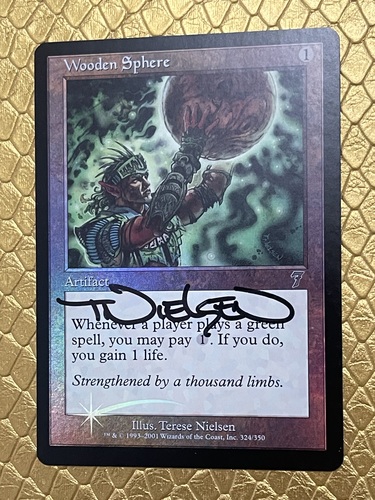 Wooden Sphere 1
Artifact 7
T Nielsen
Whenever a player plays a green
spell, you may pay 1. If you do,
you gain 1 life.
Strengthened by a thousand limbs.
Illus. Terese Nielsen
™ & © 1993-2001 Wizards of the Coast, Inc. 324/350